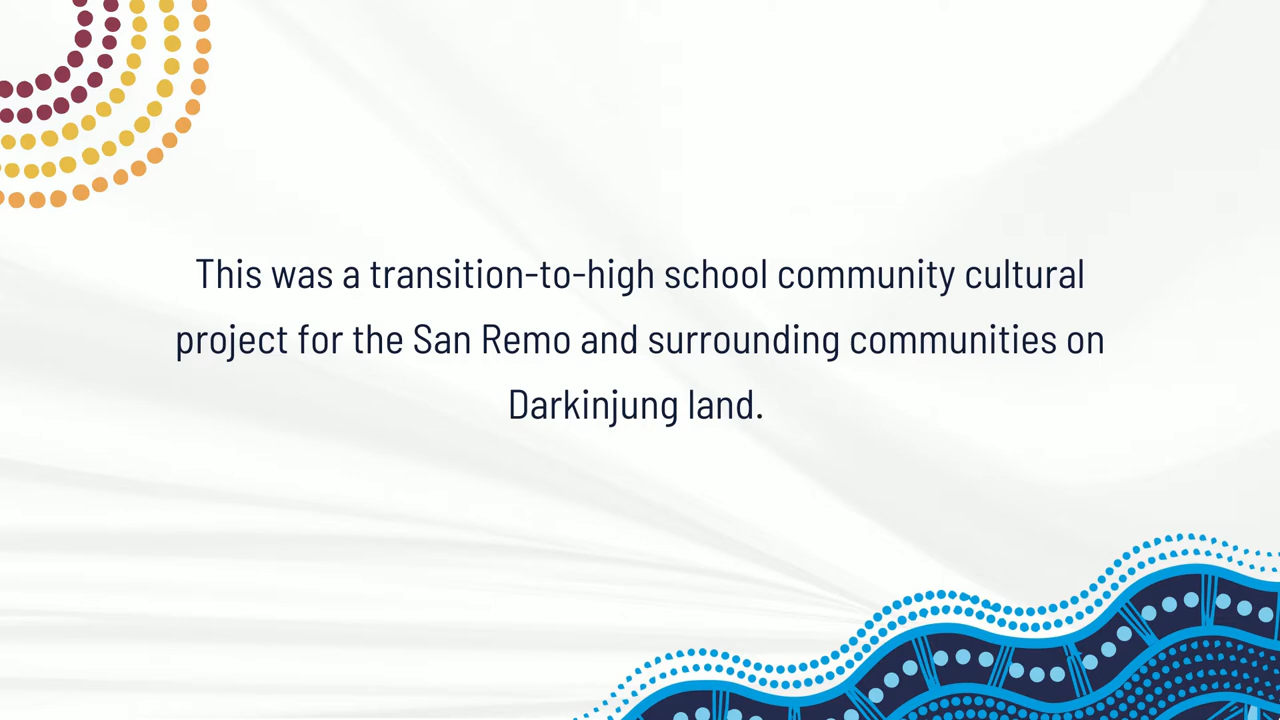 This was a transition-to-high school community cultural
project for the San Remo and surrounding communities on
Darkinjung land.